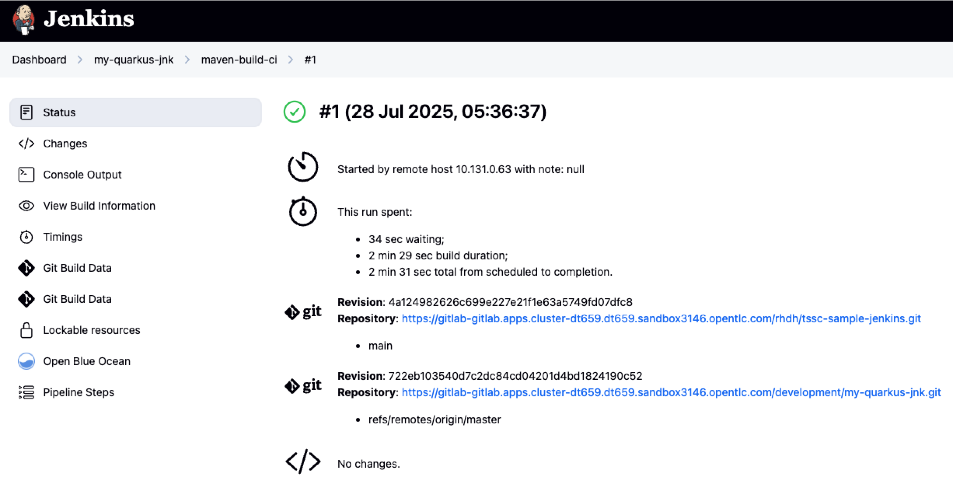 Jenkins
Dashboard > my-quarkus-jnk > maven-build-ci > #1
Status
Changes
Console Output
View Build Information
Timings
Git Build Data
Git Build Data
Lockable resources
Open Blue Ocean
Pipeline Steps
#1 (28 Jul 2025, 05:36:37)
Started by remote host 10.131.0.63 with note: null
This run spent:
• 34 sec waiting;
• 2 min 29 sec build duration;
• 2 min 31 sec total from scheduled to completion.
git
Revision: 4a124982626c699e227e21f1e63a5749fd07dfc8
Repository: https://gitlab-gitlab.apps.cluster-dt659.dt659.sandbox3146.opentlc.com/rhdh/tssc-sample-jenkins.git
• main
git
Revision: 722eb103540d7c2dc84cd04201d4bd1824190c52
Repository: https://gitlab-gitlab.apps.cluster-dt659.dt659.sandbox3146.opentlc.com/development/my-quarkus-jnk.git
• refs/remotes/origin/master
No changes.